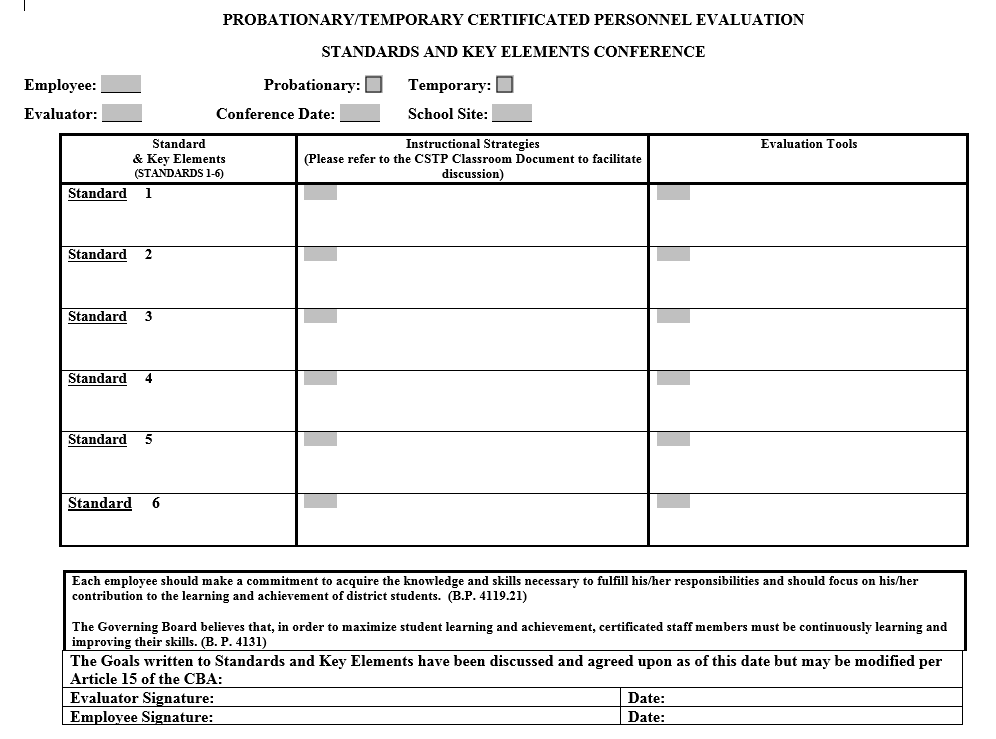 PROBATIONARY/TEMPORARY CERTIFICATED PERSONNEL EVALUATION
STANDARDS AND KEY ELEMENTS CONFERENCE
Employee: Probationary: Temporary:
Evaluator: Conference Date: School Site:
Standard
& Key Elements
(STANDARDS 1-6)
Instructional Strategies
(Please refer to the CSTP Classroom Document to facilitate
discussion)
Evaluation Tools
Standard 1
Standard 2
Standard 3
Standard 4
Standard 5
Standard 6
Each employee should make a commitment to acquire the knowledge and skills necessary to fulfill his/her responsibilities and should focus on his/her
contribution to the learning and achievement of district students. (B.P. 4119.21)
The Governing Board believes that, in order to maximize student learning and achievement, certificated staff members must be continuously learning and
improving their skills. (B. P. 4131)
The Goals written to Standards and Key Elements have been discussed and agreed upon as of this date but may be modified per
Article 15 of the CBA:
Evaluator Signature: Date:
Employee Signature: Date: